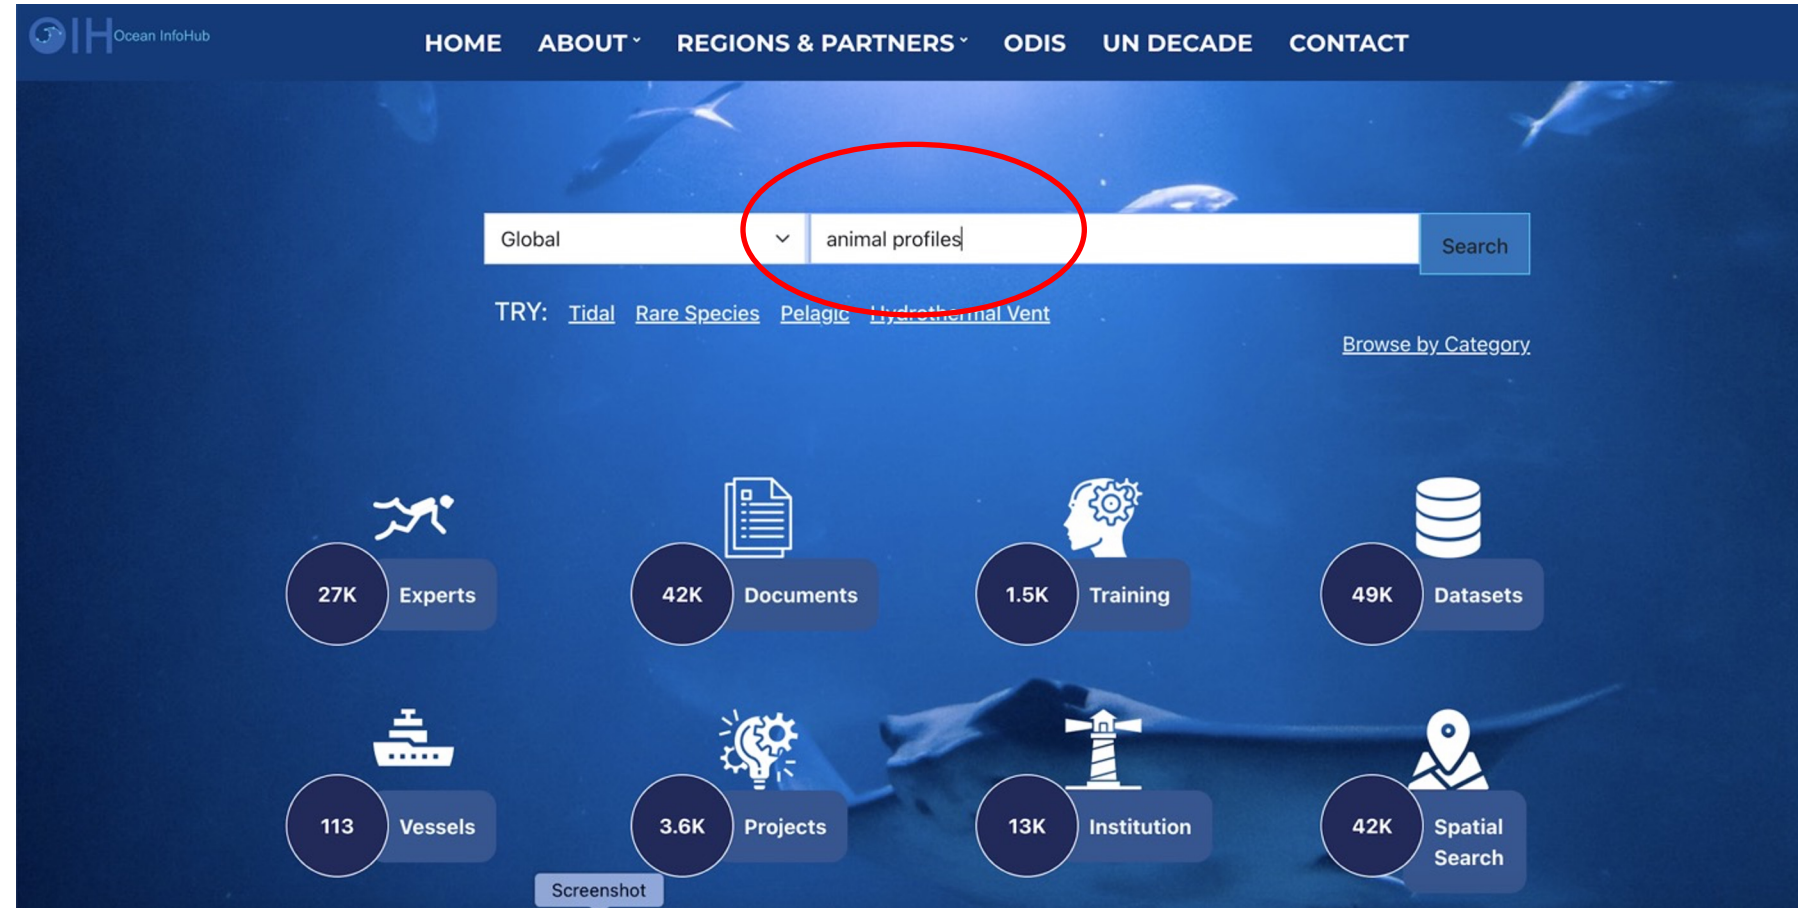 OIH Ocean InfoHub
HOME ABOUT REGIONS & PARTNERS ODIS UN DECADE CONTACT
Global animal profiles Search
TRY: Tidal Rare Species Pelagic Hydrothermal Vent
Browse by Category
27K Experts 42K Documents 1.5K Training 49K Datasets
113 Vessels 3.6K Projects 13K Institution 42K Spatial
Search
Screenshot